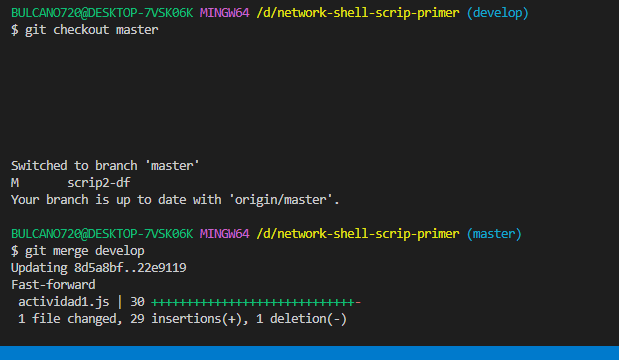 BULCANO720@DESKTOP-7VSK06K MINGW64 /d/network-shell-scrip-primer (develop)
$ git checkout master
Switched to branch 'master'
M       scrip2-df
Your branch is up to date with 'origin/master'.
BULCANO720@DESKTOP-7VSK06K MINGW64 /d/network-shell-scrip-primer (master)
$ git merge develop
Updating 8d5a8bf..22e9119
Fast-forward
 actividad1.js | 30 +++++++++++++++++++++++++++++-
 1 file changed, 29 insertions(+), 1 deletion(-)